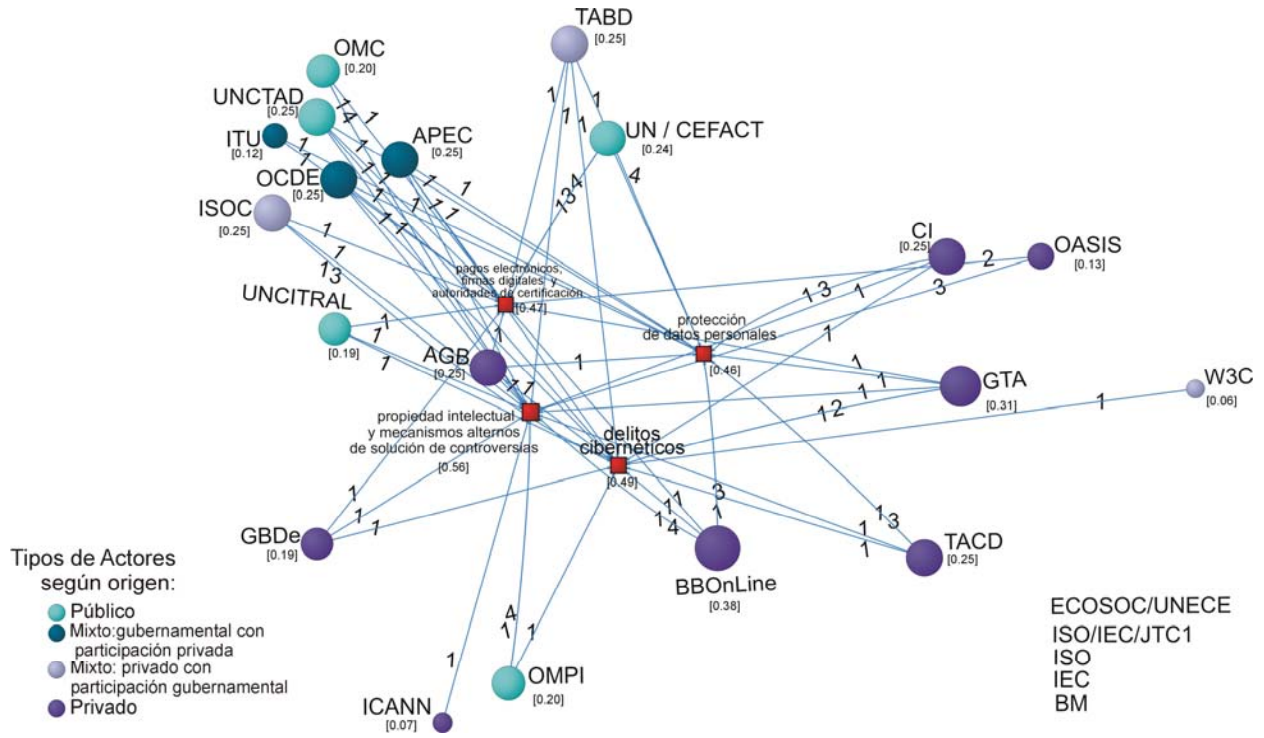 TABD
[0.25]
OMC
[0.20]
UNCTAD
[0.25]
ITU
[0.12]
APEC
[0.25]
OCDE
[0.25]
UN / CEFACT
[0.24]
ISOC
[0.25]
CI
[0.25]
OASIS
[0.13]
UNCITRAL
[0.19]
pagos electrónicos,
firmas digitales y
autoridades de certificación
[0.47]
protección
de datos personales
[0.46]
AGB
[0.25]
GTA
[0.31]
W3C
[0.06]
propiedad intelectual
y mecanismos alternos
de solución de controversias
[0.56]
delitos
cibernéticos
[0.49]
GBDe
[0.19]
BBOnLine
[0.38]
TACD
[0.25]
OMPI
[0.20]
ICANN
[0.07]
Tipos de Actores
según origen:
Público
Mixto:gubernamental con
participación privada
Mixto: privado con
participación gubernamental
Privado
ECOSOC/UNECE
ISO/IEC/JTC1
ISO
IEC
BM